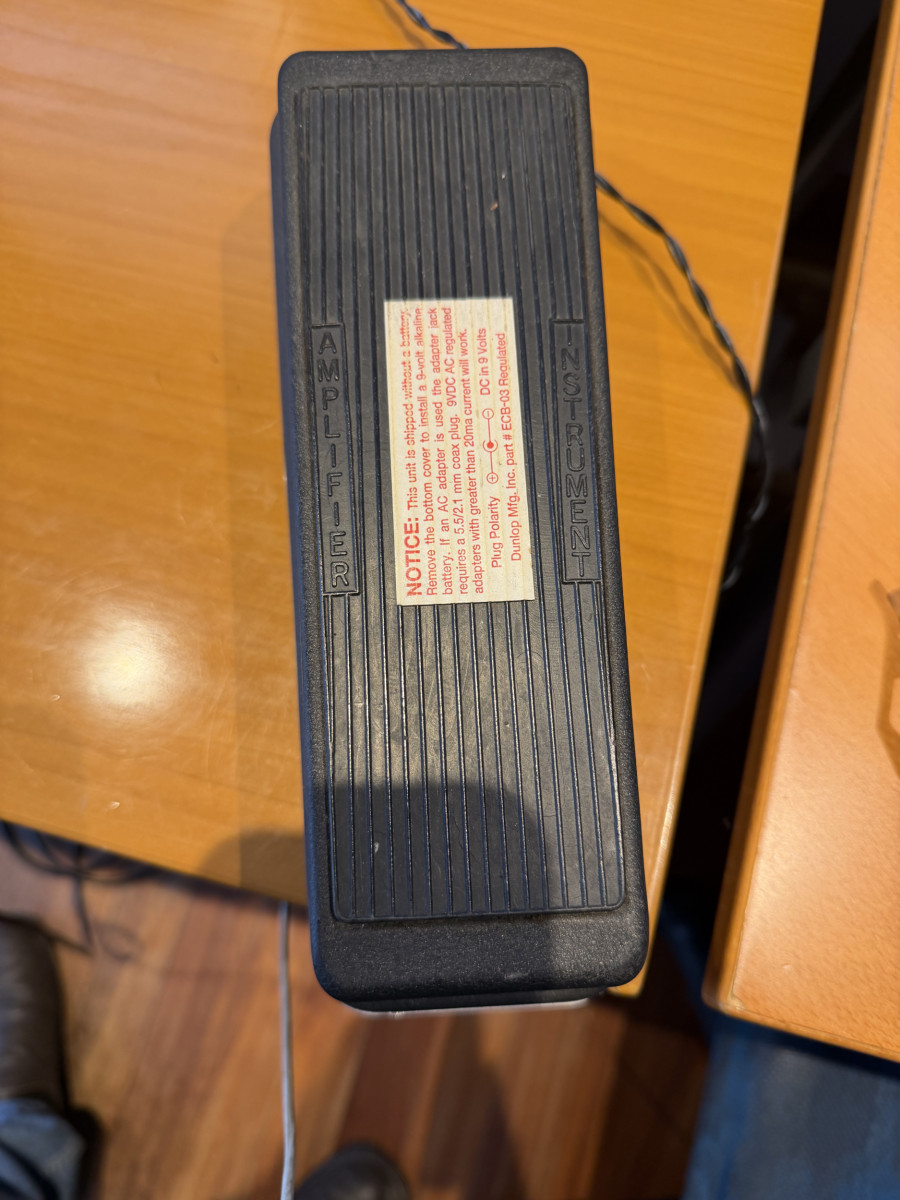 AMPLIFIER
NOTICE: This unit is shipped without a battery.
Remove the bottom cover to install a 9-volt alkaline
battery. If an AC adapter is used the adapter jack
requires a 5.5/2.1 mm coax plug. 9VDC AC regulated
adapters with greater than 20ma current will work.
Plug Polarity + - DC in 9 Volts
Dunlop Mfg. Inc. part # ECB-03 Regulated
INSTRUMENT